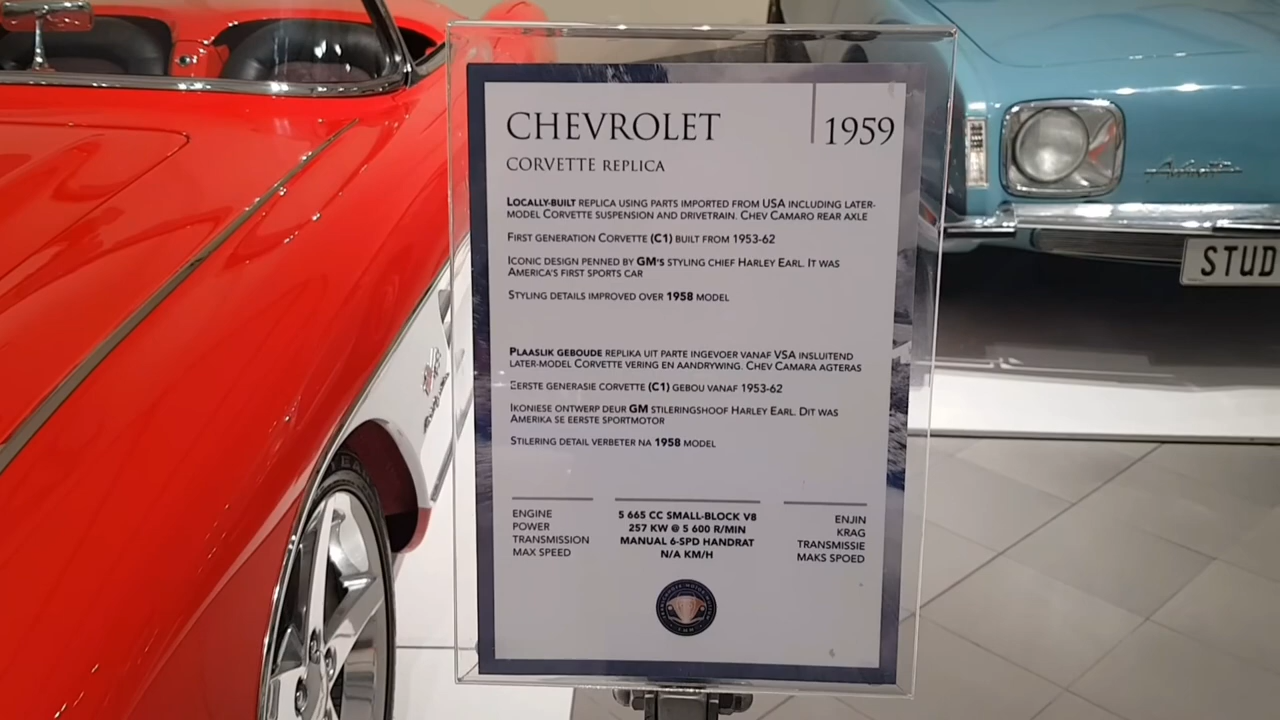 CHEVROLET
1959
CORVETTE REPLICA
LOCALLY-BUILT REPLICA USING PARTS IMPORTED FROM USA INCLUDING LATER-
MODEL CORVETTE SUSPENSION AND DRIVETRAIN. CHEV CAMARO REAR AXLE
FIRST GENERATION CORVETTE (C1) BUILT FROM 1953-62
ICONIC DESIGN PENNED BY GM'S STYLING CHIEF HARLEY EARL. IT WAS
AMERICA'S FIRST SPORTS CAR
STYLING DETAILS IMPROVED OVER 1958 MODEL
PLAASLIK GEBOUDE REPLIKA UIT PARTE INGEVOER VANAF VSA INSLUITEND
LATER-MODEL CORVETTE VERING EN AANDRYWING. CHEV CAMARA AGTERAS
EERSTE GENERASIE CORVETTE (C1) GEBOU VANAF 1953-62
IKONIESE ONTWERP DEUR GM STILERINGSHOOF HARLEY EARL. DIT WAS
AMERIKA SE EERSTE SPORTMOTOR
STILERING DETAIL VERBETER NA 1958 MODEL
ENGINE 5 665 CC SMALL-BLOCK V8 ENJIN
POWER 257 KW @ 5 600 R/MIN KRAG
TRANSMISSION MANUAL 6-SPD HANDRAT TRANSMISSIE
MAX SPEED N/A KM/H MAKS SPOED
Avanti
STUD